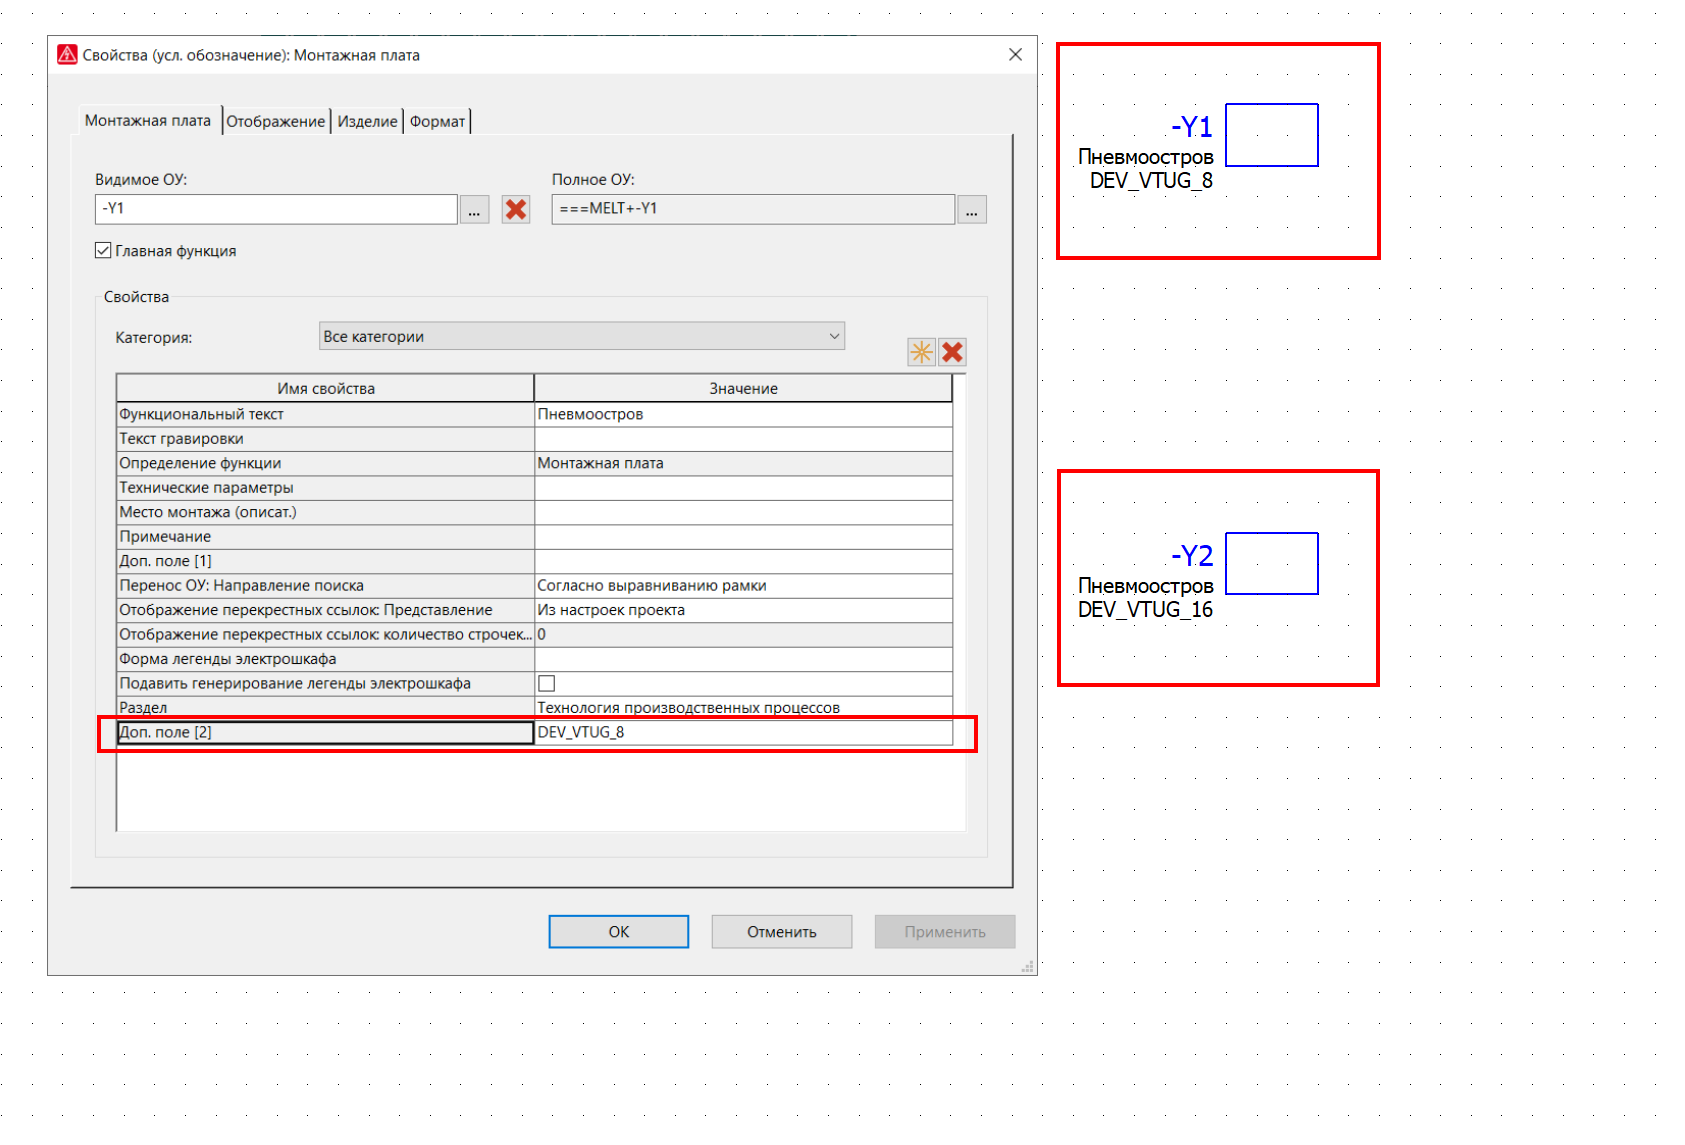 Свойства (усл. обозначение): Монтажная плата
Монтажная плата Отображение Изделие Формат
Видимое ОУ: Полное ОУ:
-Y1 ... ===MELT+-Y1 ...
Главная функция
Свойства
Категория: Все категории
Имя свойства Значение
Функциональный текст Пневмоостров
Текст гравировки
Определение функции Монтажная плата
Технические параметры
Место монтажа (описат.)
Примечание
Доп. поле [1]
Перенос ОУ: Направление поиска Согласно выравниванию рамки
Отображение перекрестных ссылок: Представление Из настроек проекта
Отображение перекрестных ссылок: количество строчек... 0
Форма легенды электрошкафа
Подавить генерирование легенды электрошкафа
Раздел Технология производственных процессов
Доп. поле [2] DEV_VTUG_8
ОК Отменить Применить
-Y1
Пневмоостров
DEV_VTUG_8
-Y2
Пневмоостров
DEV_VTUG_16